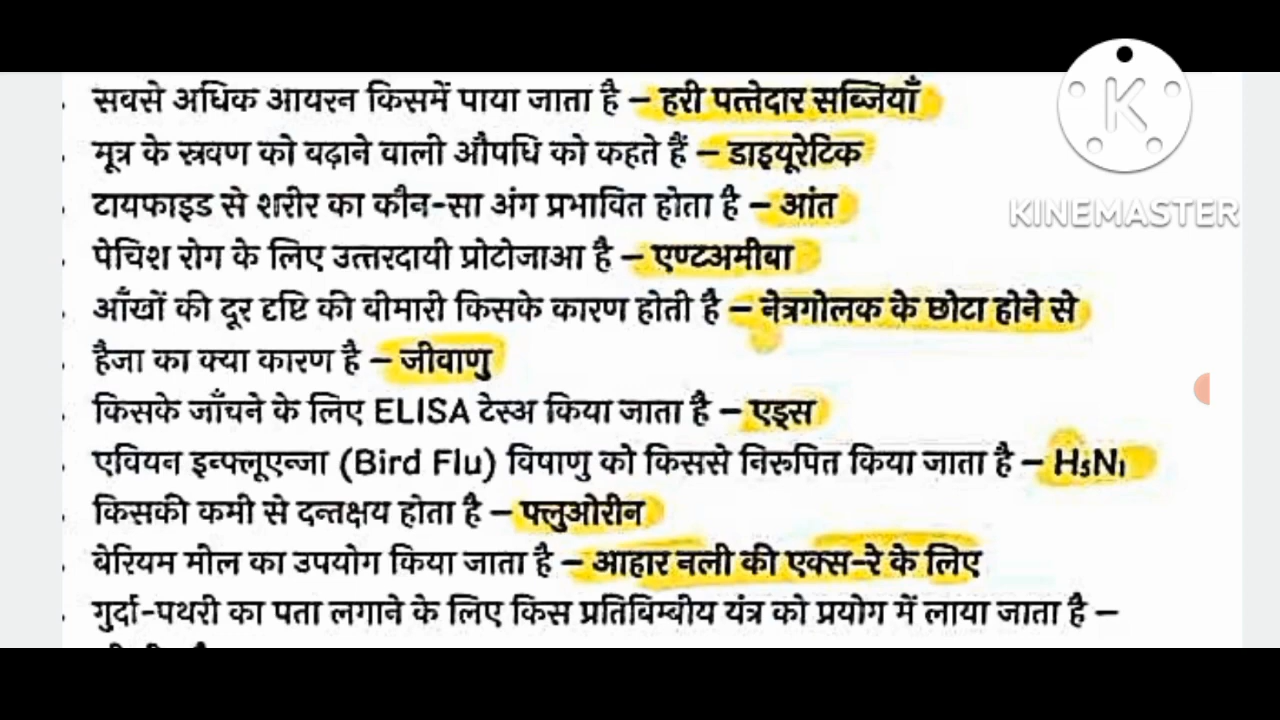 सबसे अधिक आयरन किसमें पाया जाता है – हरी पत्तेदार सब्जियाँ
मूत्र के स्रवण को बढ़ाने वाली औषधि को कहते हैं – डाइयूरेटिक
टायफाइड से शरीर का कौन-सा अंग प्रभावित होता है – आंत
पेचिश रोग के लिए उत्तरदायी प्रोटोजाआ है – एण्टअमीबा
आँखों की दूर दृष्टि की बीमारी किसके कारण होती है – नेत्रगोलक के छोटा होने से
हैजा का क्या कारण है – जीवाणु
किसके जाँचने के लिए ELISA टेस्अ किया जाता है – एड्स
एवियन इन्फ्लूएन्जा (Bird Flu) विषाणु को किससे निरुपित किया जाता है – H₅N₁
किसकी कमी से दन्तक्षय होता है – फ्लुओरीन
बेरियम मोल का उपयोग किया जाता है – आहार नली की एक्स-रे के लिए
गुर्दा-पथरी का पता लगाने के लिए किस प्रतिबिम्बीय यंत्र को प्रयोग में लाया जाता है –
K
KINEMASTER